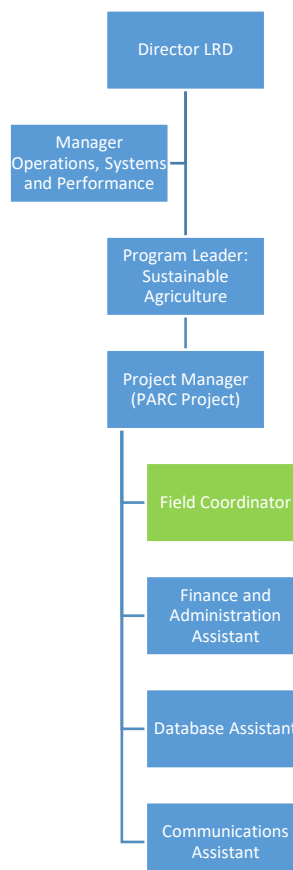 Director LRD
Manager
Operations, Systems
and Performance
Program Leader:
Sustainable
Agriculture
Project Manager
(PARC Project)
Field Coordinator
Finance and
Administration
Assistant
Database Assistant
Communications
Assistant